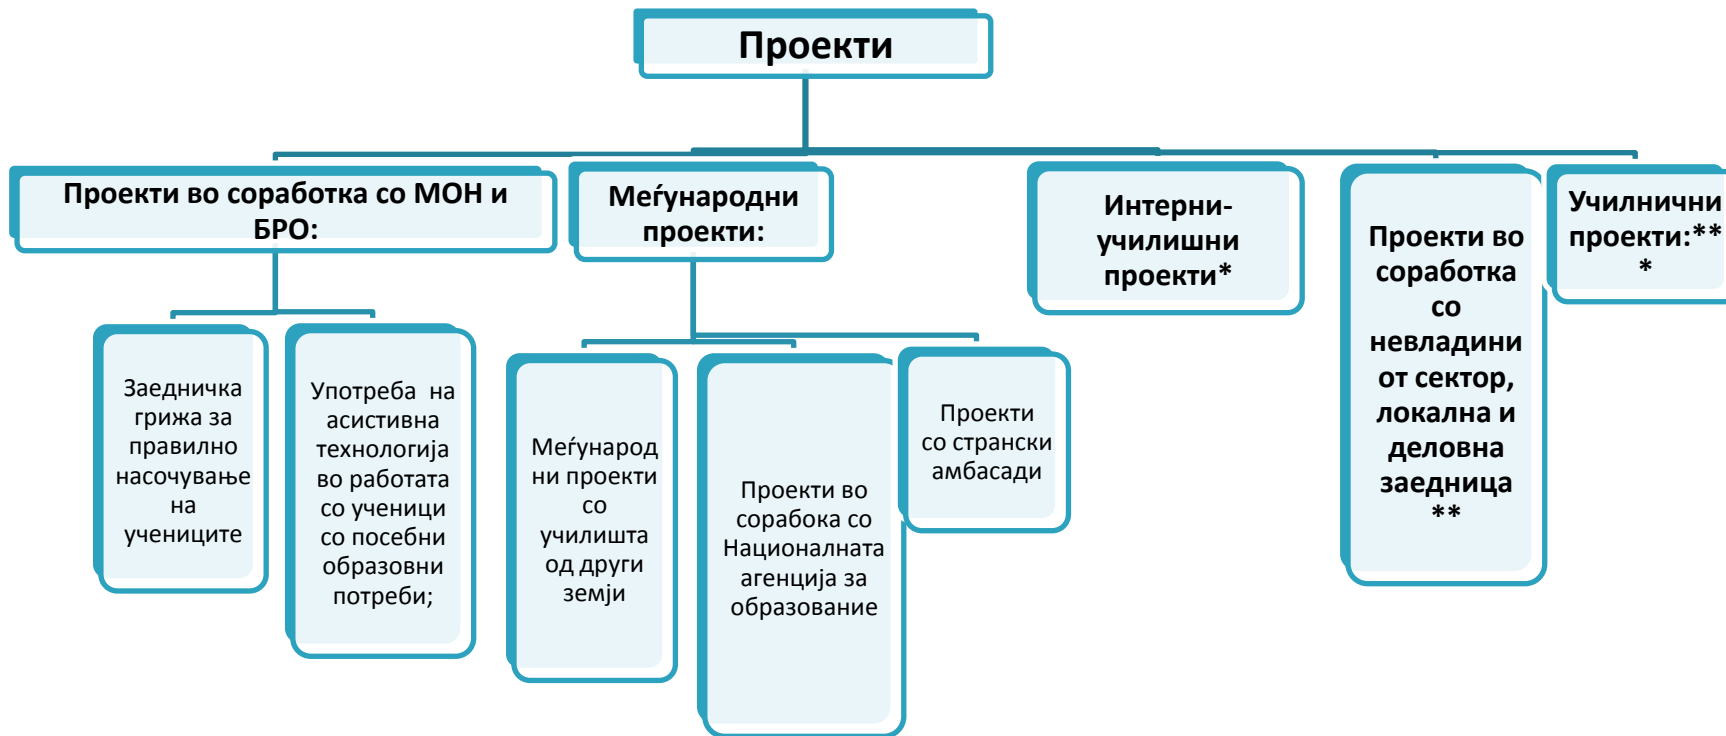 Проекти
Проекти во соработка со МОН и
БРО:
Заедничка
грижа за
правилно
насочување
на
учениците
Употреба на
асистивна
технологија
во работата
со ученици
со посебни
образовни
потреби;
Меѓународни
проекти:
Меѓународ
ни проекти
со
училишта
од други
земји
Проекти во
сорабока со
Националната
агенција за
образование
Проекти
со странски
амбасади
Интерни-
училишни
проекти*
Проекти во
соработка
со
невладини
от сектор,
локална и
деловна
заедница
**
Училнични
проекти:**
*